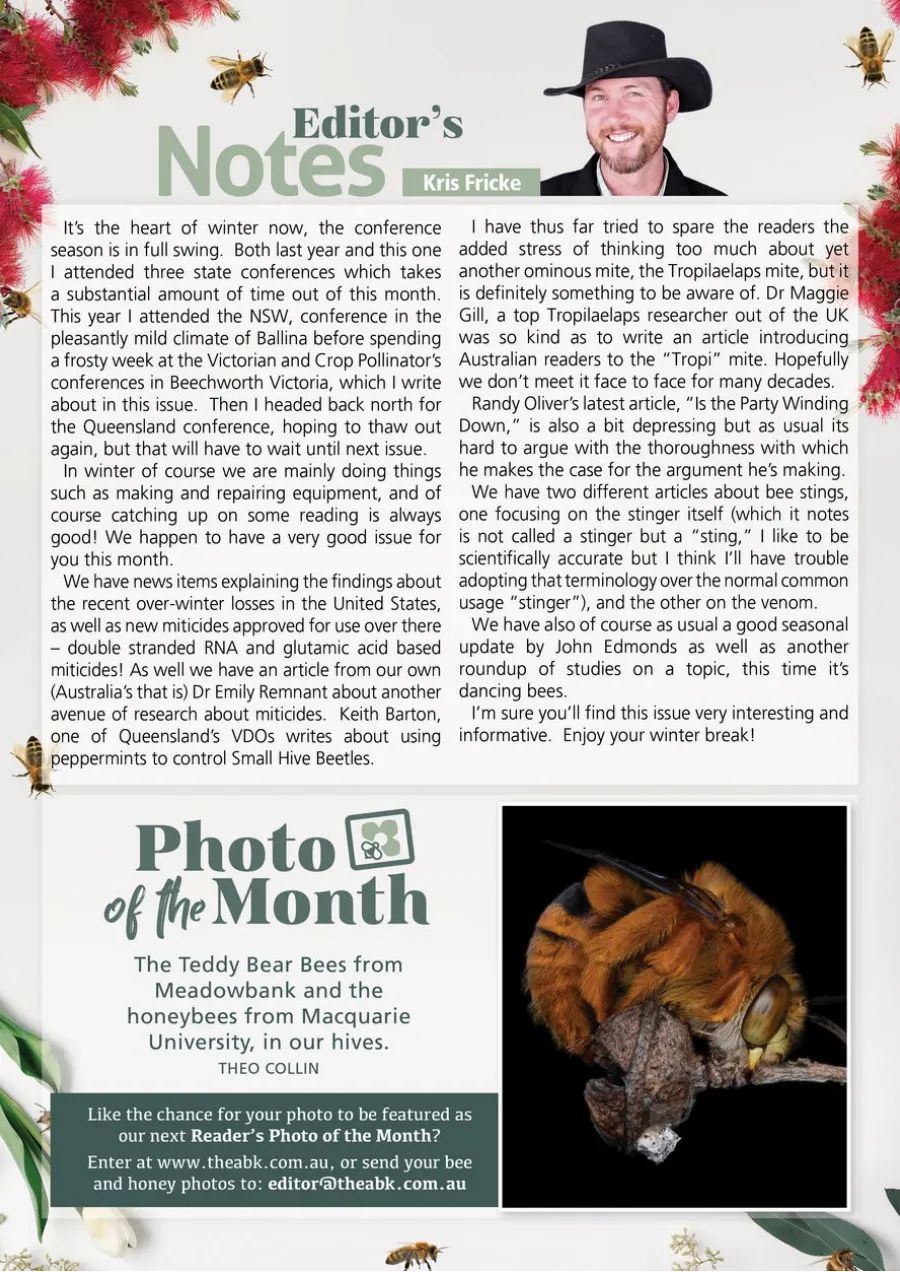 Editor's
Notes
Kris Fricke
It's the heart of winter now, the conference
season is in full swing.  Both last year and this one
I attended three state conferences which takes
a substantial amount of time out of this month.
This year I attended the NSW, conference in the
pleasantly mild climate of Ballina before spending
a frosty week at the Victorian and Crop Pollinator's
conferences in Beechworth Victoria, which I write
about in this issue.  Then I headed back north for
the Queensland conference, hoping to thaw out
again, but that will have to wait until next issue.
In winter of course we are mainly doing things
such as making and repairing equipment, and of
course catching up on some reading is always
good! We happen to have a very good issue for
you this month.
We have news items explaining the findings about
the recent over-winter losses in the United States,
as well as new miticides approved for use over there
– double stranded RNA and glutamic acid based
miticides! As well we have an article from our own
(Australia's that is) Dr Emily Remnant about another
avenue of research about miticides.  Keith Barton,
one of Queensland's VDOs writes about using
peppermints to control Small Hive Beetles.
I have thus far tried to spare the readers the
added stress of thinking too much about yet
another ominous mite, the Tropilaelaps mite, but it
is definitely something to be aware of. Dr Maggie
Gill, a top Tropilaelaps researcher out of the UK
was so kind as to write an article introducing
Australian readers to the "Tropi" mite. Hopefully
we don't meet it face to face for many decades.
Randy Oliver's latest article, "Is the Party Winding
Down," is also a bit depressing but as usual its
hard to argue with the thoroughness with which
he makes the case for the argument he's making.
We have two different articles about bee stings,
one focusing on the stinger itself (which it notes
is not called a stinger but a "sting," I like to be
scientifically accurate but I think I'll have trouble
adopting that terminology over the normal common
usage "stinger"), and the other on the venom.
We have also of course as usual a good seasonal
update by John Edmonds as well as another
roundup of studies on a topic, this time it's
dancing bees.
I'm sure you'll find this issue very interesting and
informative.  Enjoy your winter break!
Photo
of the Month
The Teddy Bear Bees from
Meadowbank and the
honeybees from Macquarie
University, in our hives.
THEO COLLIN
Like the chance for your photo to be featured as
our next Reader's Photo of the Month?
Enter at www.theabk.com.au, or send your bee
and honey photos to: editor@theabk.com.au